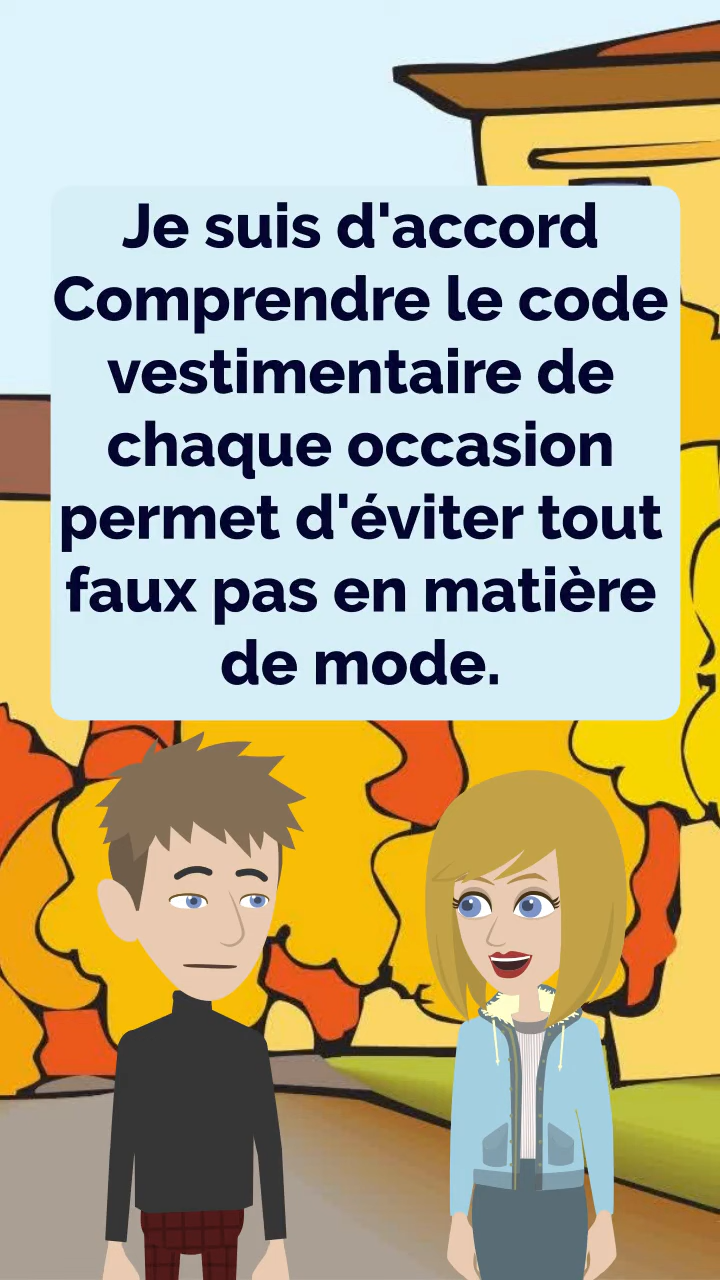 Je suis d'accord
Comprendre le code
vestimentaire de
chaque occasion
permet d'éviter tout
faux pas en matière
de mode.